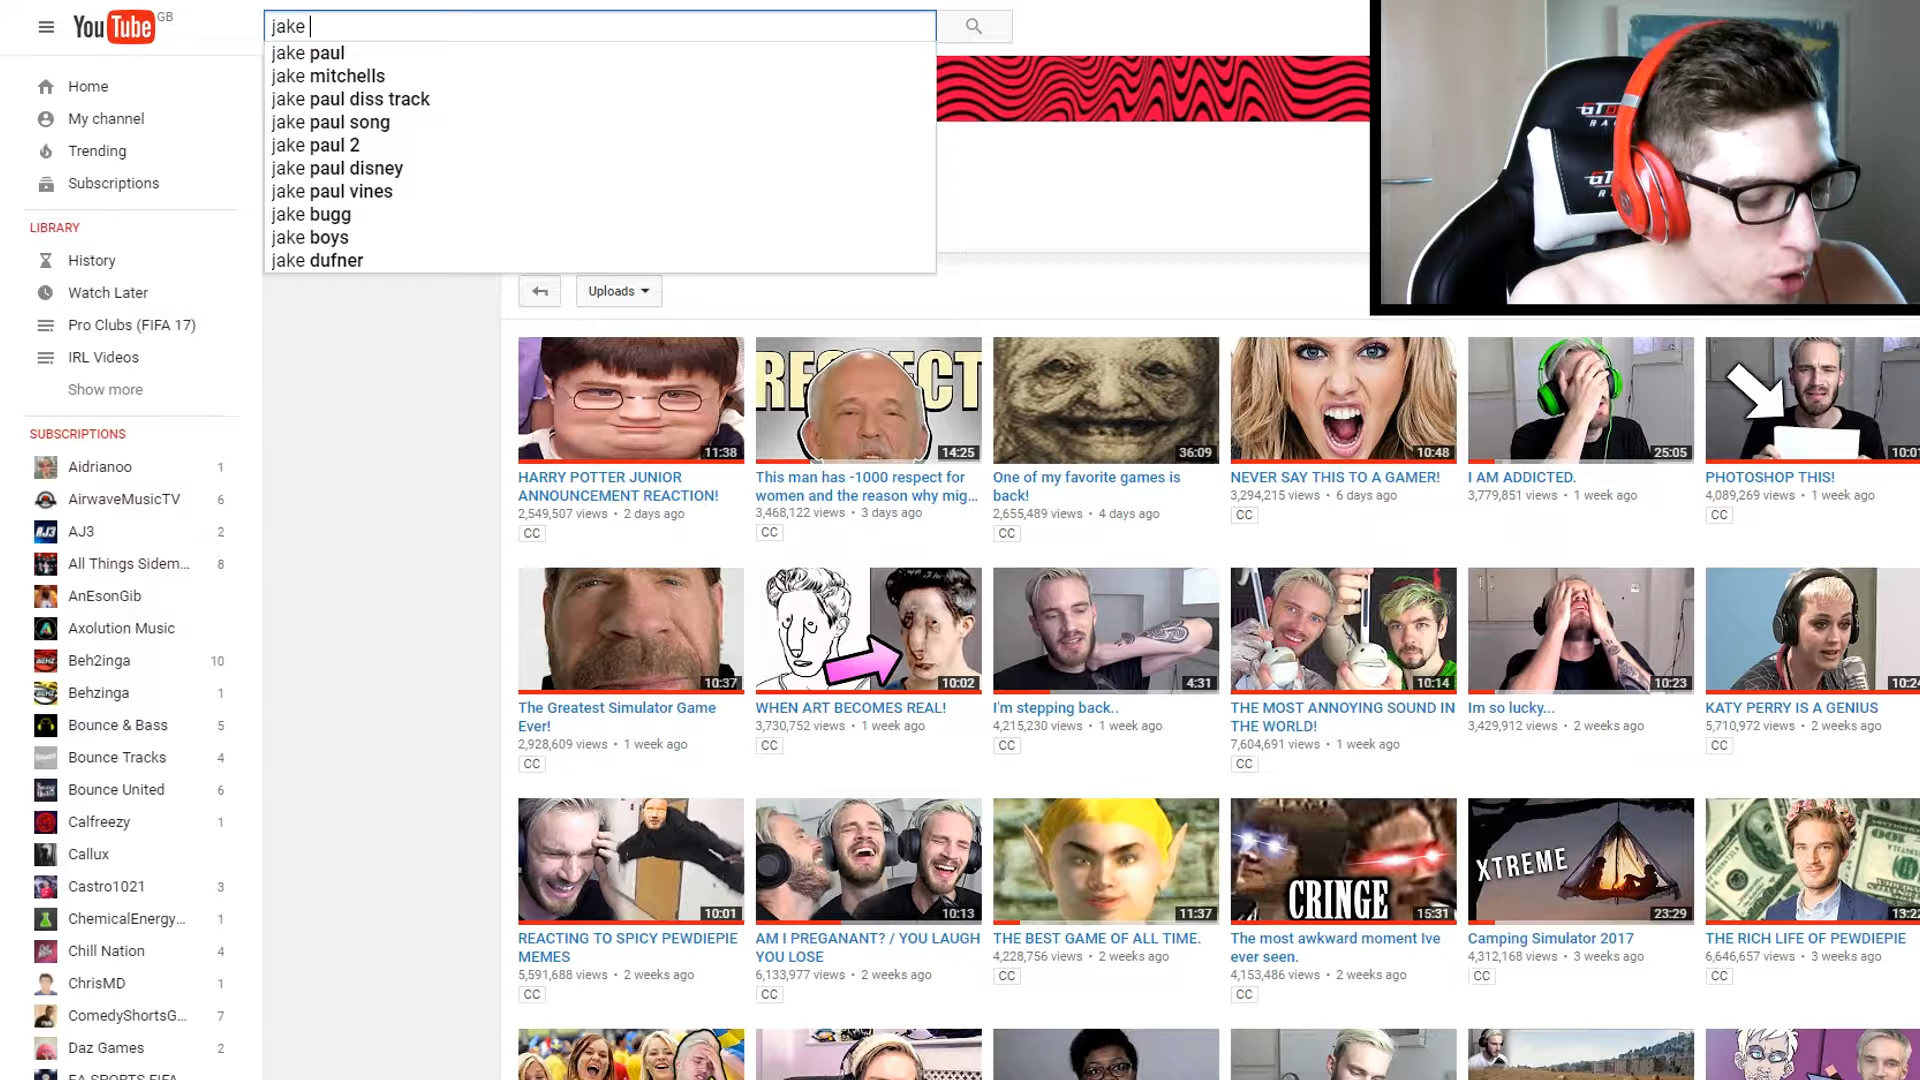 YouTube GB
jake
jake paul
jake mitchells
jake paul diss track
jake paul song
jake paul 2
jake paul disney
jake paul vines
jake bugg
jake boys
jake dufner
Home
My channel
Trending
Subscriptions
LIBRARY
History
Watch Later
Pro Clubs (FIFA 17)
IRL Videos
Show more
SUBSCRIPTIONS
Aidrianoo 1
AirwaveMusicTV 6
AJ3 2
All Things Sidem... 8
AnEsonGib
Axolution Music
Beh2inga 10
Behzinga 1
Bounce & Bass 5
Bounce Tracks 4
Bounce United 6
Calfreezy 1
Callux
Castro1021 3
ChemicalEnergy... 1
Chill Nation 4
ChrisMD 1
ComedyShortsG... 7
Daz Games 2
EA SPORTS FIFA
Uploads
11:38
HARRY POTTER JUNIOR
ANNOUNCEMENT REACTION!
2,549,507 views • 2 days ago
CC
RESPECT
14:25
This man has -1000 respect for
women and the reason why mig...
3,468,122 views • 3 days ago
CC
36:09
One of my favorite games is
back!
2,655,489 views • 4 days ago
CC
10:48
NEVER SAY THIS TO A GAMER!
3,294,215 views • 6 days ago
CC
25:05
I AM ADDICTED.
3,779,851 views • 1 week ago
10:01
PHOTOSHOP THIS!
4,089,269 views • 1 week ago
CC
10:37
The Greatest Simulator Game
Ever!
2,928,609 views • 1 week ago
CC
10:02
WHEN ART BECOMES REAL!
3,730,752 views • 1 week ago
CC
4:31
I'm stepping back..
4,215,230 views • 1 week ago
CC
10:14
THE MOST ANNOYING SOUND IN
THE WORLD!
7,604,691 views • 1 week ago
CC
10:23
Im so lucky...
3,429,912 views • 2 weeks ago
10:24
KATY PERRY IS A GENIUS
5,710,972 views • 2 weeks ago
CC
10:01
REACTING TO SPICY PEWDIEPIE
MEMES
5,591,688 views • 2 weeks ago
CC
10:13
AM I PREGANANT? / YOU LAUGH
YOU LOSE
6,133,977 views • 2 weeks ago
CC
11:37
THE BEST GAME OF ALL TIME.
4,228,756 views • 2 weeks ago
CC
CRINGE
15:31
The most awkward moment Ive
ever seen.
4,153,486 views • 2 weeks ago
CC
XTREME
23:29
Camping Simulator 2017
4,312,168 views • 3 weeks ago
CC
13:22
THE RICH LIFE OF PEWDIEPIE
6,646,657 views • 3 weeks ago
CC